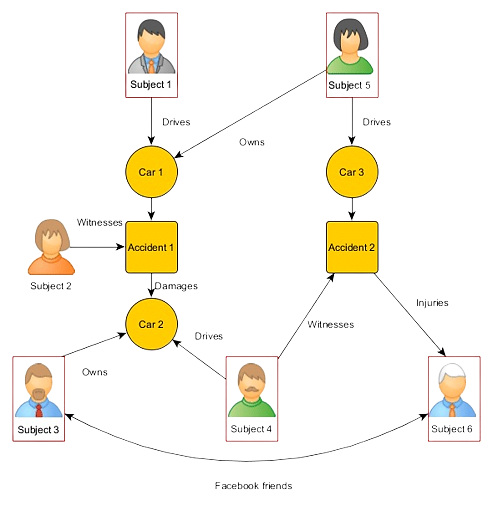 Subject 1
Subject 5
Drives
Drives
Owns
Car 1
Car 3
Witnesses
Accident 1
Accident 2
Subject 2
Damages
Injuries
Car 2
Witnesses
Drives
Owns
Subject 3
Subject 4
Subject 6
Facebook friends